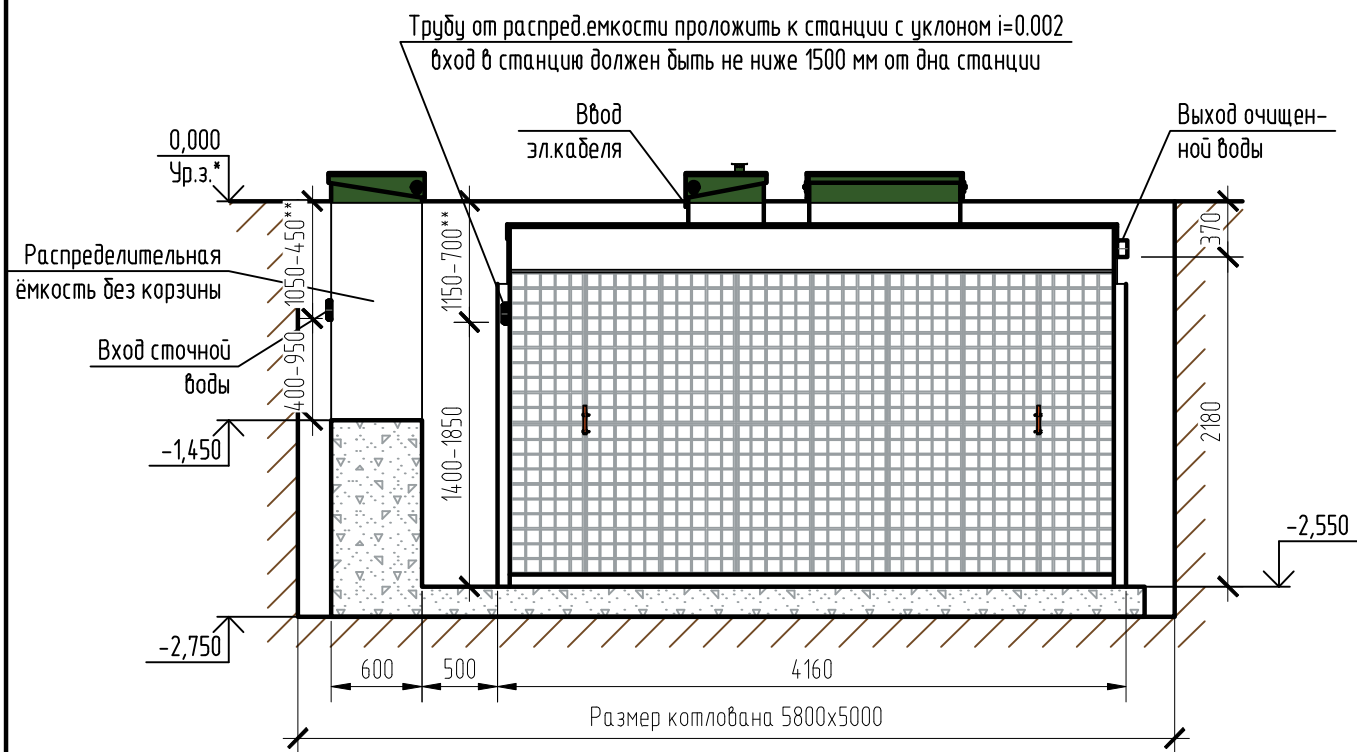 Трубу от распред.емкости проложить к станции с уклоном i=0.002
вход в станцию должен быть не ниже 1500 мм от дна станции
Ввод
эл.кабеля
Выход очищен-
ной воды
0,000
Ур.з.*
1050-450**
1150-700**
370
Распределительная
ёмкость без корзины
Вход сточной
воды
400-950
1400-1850
2180
-1,450
-2,550
-2,750
600
500
4160
Размер котлована 5800х5000